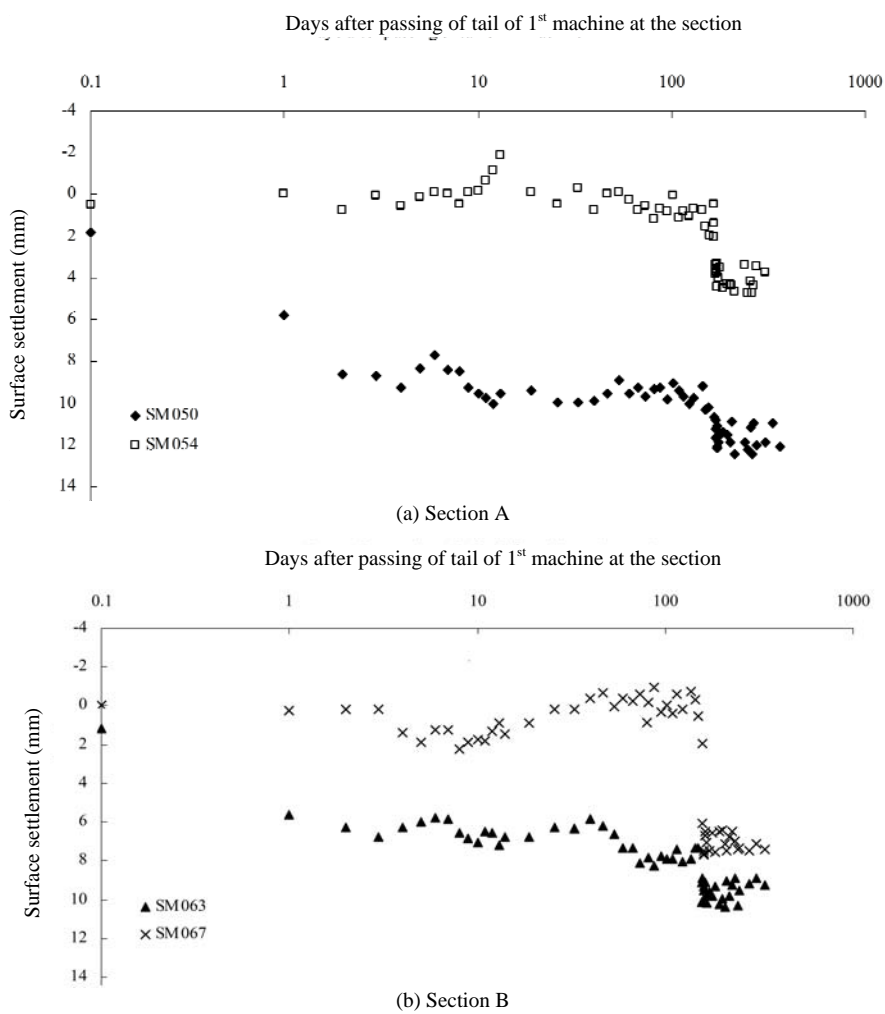 Days after passing of tail of 1st machine at the section
0.1 1 10 100 1000
-4
-2
0
2
4
6
8
10
12
14
Surface settlement (mm)
SM050
SM054
(a) Section A
Days after passing of tail of 1st machine at the section
0.1 1 10 100 1000
-4
-2
0
2
4
6
8
10
12
14
Surface settlement (mm)
SM063
SM067
(b) Section B